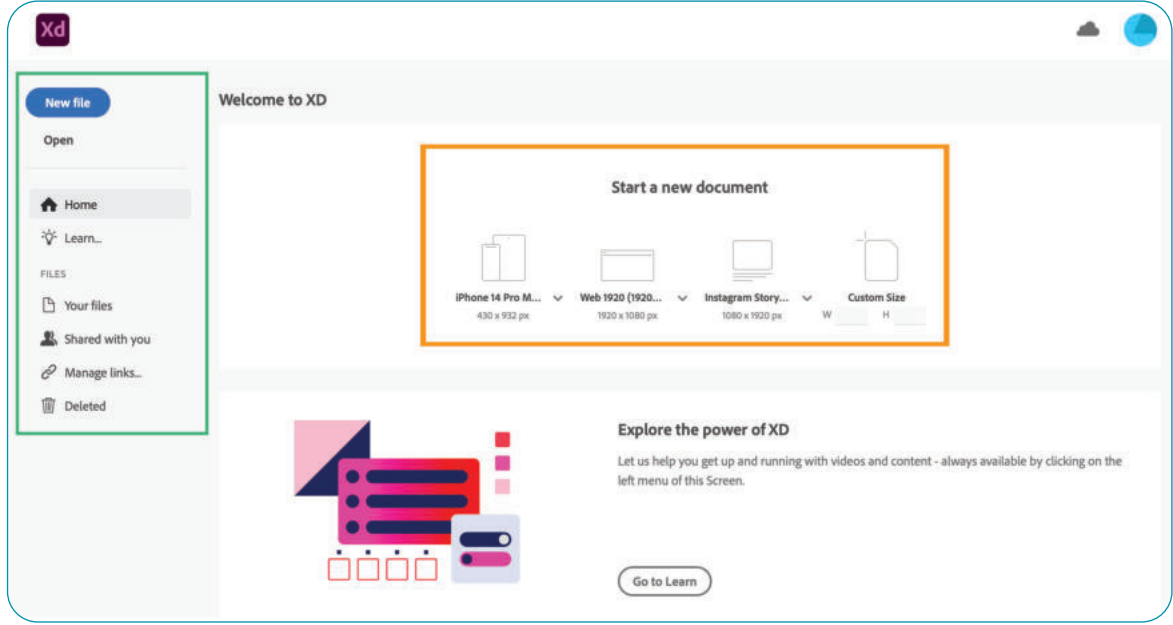 Xd
New file
Open
Home
Learn...
FILES
Your files
Shared with you
Manage links...
Deleted
Welcome to XD
Start a new document
iPhone 14 Pro M...
430 x 932 px
Web 1920 (1920...
1920 x 1080 px
Instagram Story...
1080 x 1920 px
Custom Size
W H
Explore the power of XD
Let us help you get up and running with videos and content - always available by clicking on the
left menu of this Screen.
Go to Learn